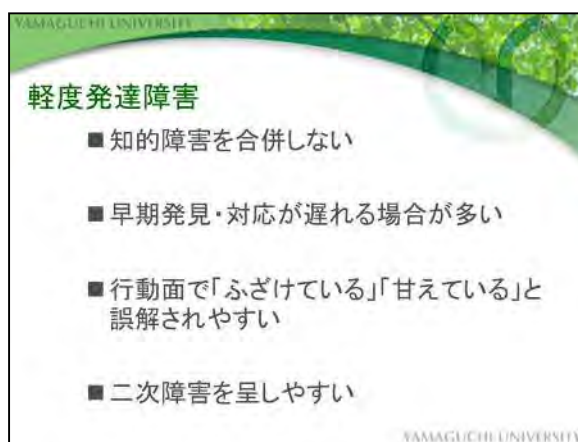 YAMAGUCHI UNIVERSITY
軽度発達障害
■知的障害を合併しない
■早期発見・対応が遅れる場合が多い
■行動面で「ふざけている」「甘えている」と
誤解されやすい
■二次障害を呈しやすい
YAMAGUCHI UNIVERSITY